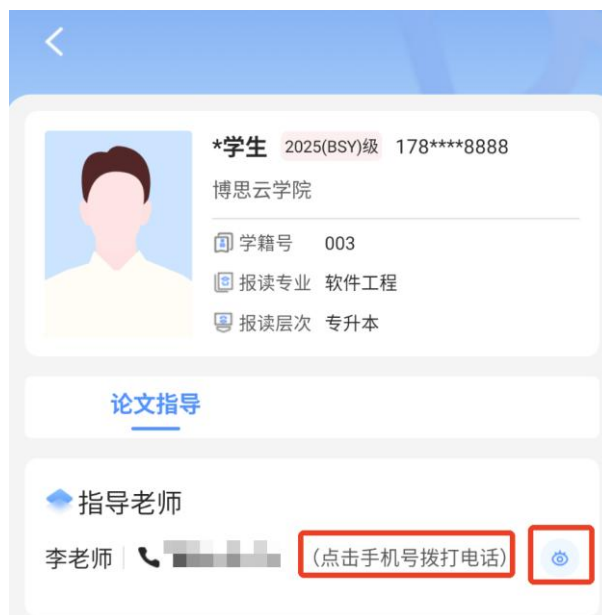 *学生 2025(BSY)级 178****8888
博思云学院
学籍号 003
报读专业 软件工程
报读层次 专升本
论文指导
指导老师
李老师 (点击手机号拨打电话)